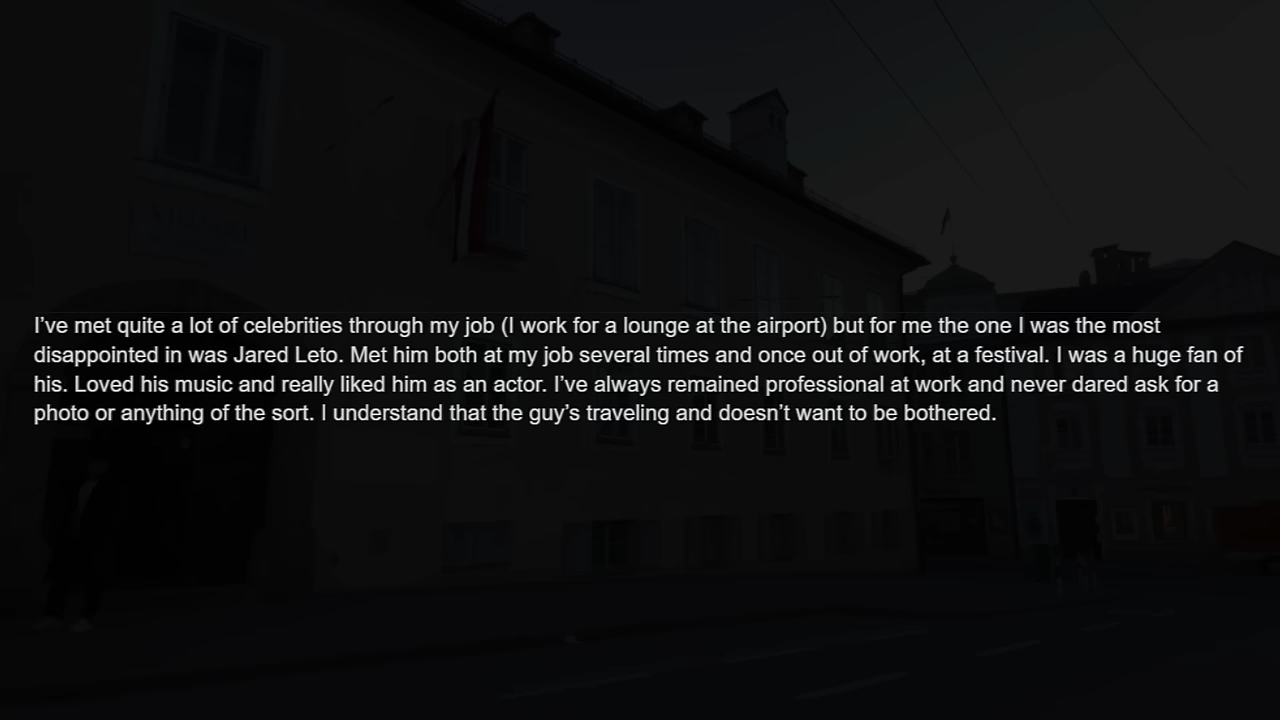 I’ve met quite a lot of celebrities through my job (I work for a lounge at the airport) but for me the one I was the most
disappointed in was Jared Leto. Met him both at my job several times and once out of work, at a festival. I was a huge fan of
his. Loved his music and really liked him as an actor. I’ve always remained professional at work and never dared ask for a
photo or anything of the sort. I understand that the guy’s traveling and doesn’t want to be bothered.